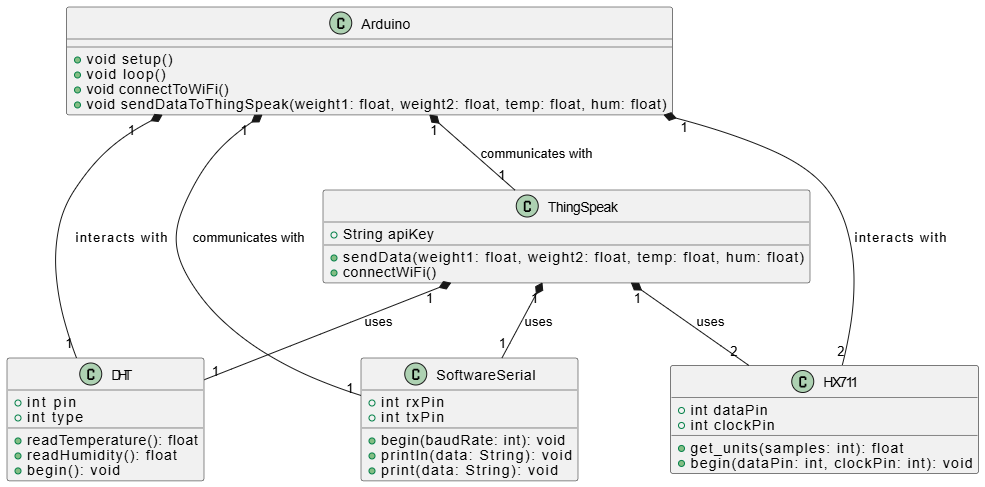 C Arduino
void setup()
void loop()
void connectToWiFi()
void sendDataToThingSpeak(weight1: float, weight2: float, temp: float, hum: float)
1 1 1 1
communicates with
1
C ThingSpeak
String apiKey
sendData(weight1: float, weight2: float, temp: float, hum: float)
connectWiFi()
interacts with communicates with interacts with
1 1 1
uses uses uses
1 1 1 1 2 2
C DHT
int pin
int type
readTemperature(): float
readHumidity(): float
begin(): void
1
C SoftwareSerial
int rxPin
int txPin
begin(baudRate: int): void
println(data: String): void
print(data: String): void
C HX711
int dataPin
int clockPin
get_units(samples: int): float
begin(dataPin: int, clockPin: int): void